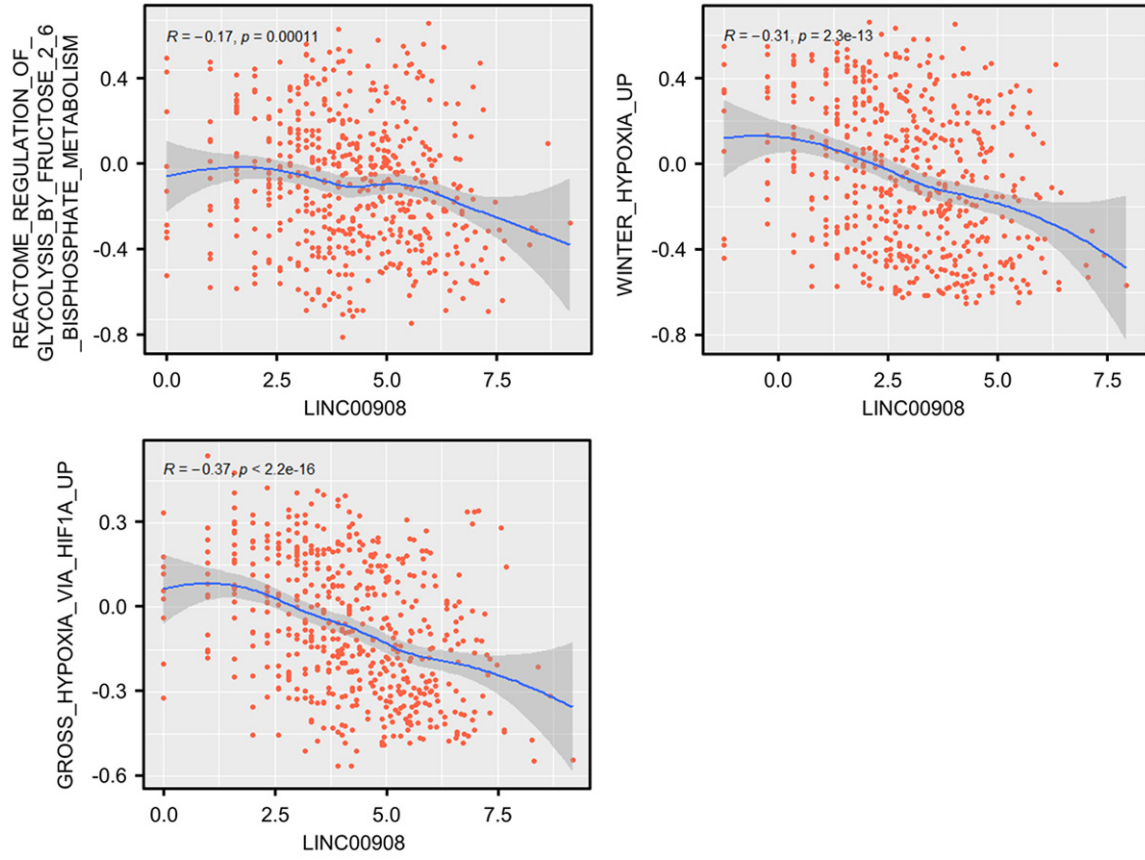 REACTOME_REGULATION_OF_
GLYCOLYSIS_BY_FRUCTOSE_2_6
_BISPHOSPHATE_METABOLISM
R = −0.17, p = 0.00011
0.4
0.0
-0.4
-0.8
0.0 2.5 5.0 7.5
LINC00908
WINTER_HYPOXIA_UP
R = −0.31, p = 2.3e-13
0.4
0.0
-0.4
-0.8
0.0 2.5 5.0 7.5
LINC00908
GROSS_HYPOXIA_VIA_HIF1A_UP
R = −0.37, p < 2.2e-16
0.3
0.0
-0.3
-0.6
0.0 2.5 5.0 7.5
LINC00908